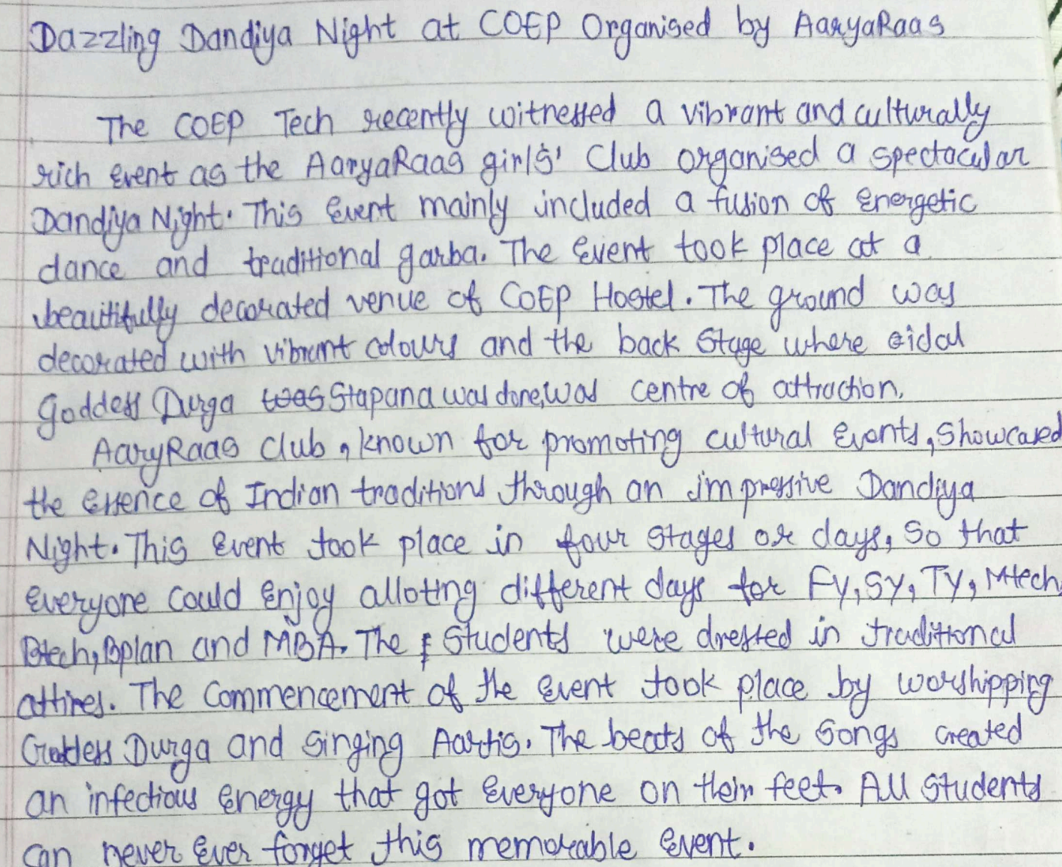 Dazzling Dandiya Night at COEP Organised by AaryaRaas
The COEP Tech recently witnessed a vibrant and culturally
rich event as the AaryaRaas girls' Club organised a spectacular
Dandiya Night. This Event mainly included a fusion of Energetic
dance and traditional garba. The Event took place at a
beautifully decorated venue of COEP Hostel. The ground was
decorated with vibrant colours and the back Stage where eidol
Goddess Durga was Stapana was done, was centre of attraction.
AaryRaas Club, known for promoting cultural Events, Showcased
the essence of Indian traditions through an impressive Dandiya
Night. This Event took place in four stages or days, So that
Everyone could Enjoy alloting different days for FY, SY, TY, Mtech
Btech, Bplan and MBA. The Students were dressed in traditional
attires. The Commencement of the Event took place by worshipping
Goddess Durga and singing Aartis. The beats of the Songs created
an infectious Energy that got Everyone on their feet. All Students
can never Ever forget this memorable Event.